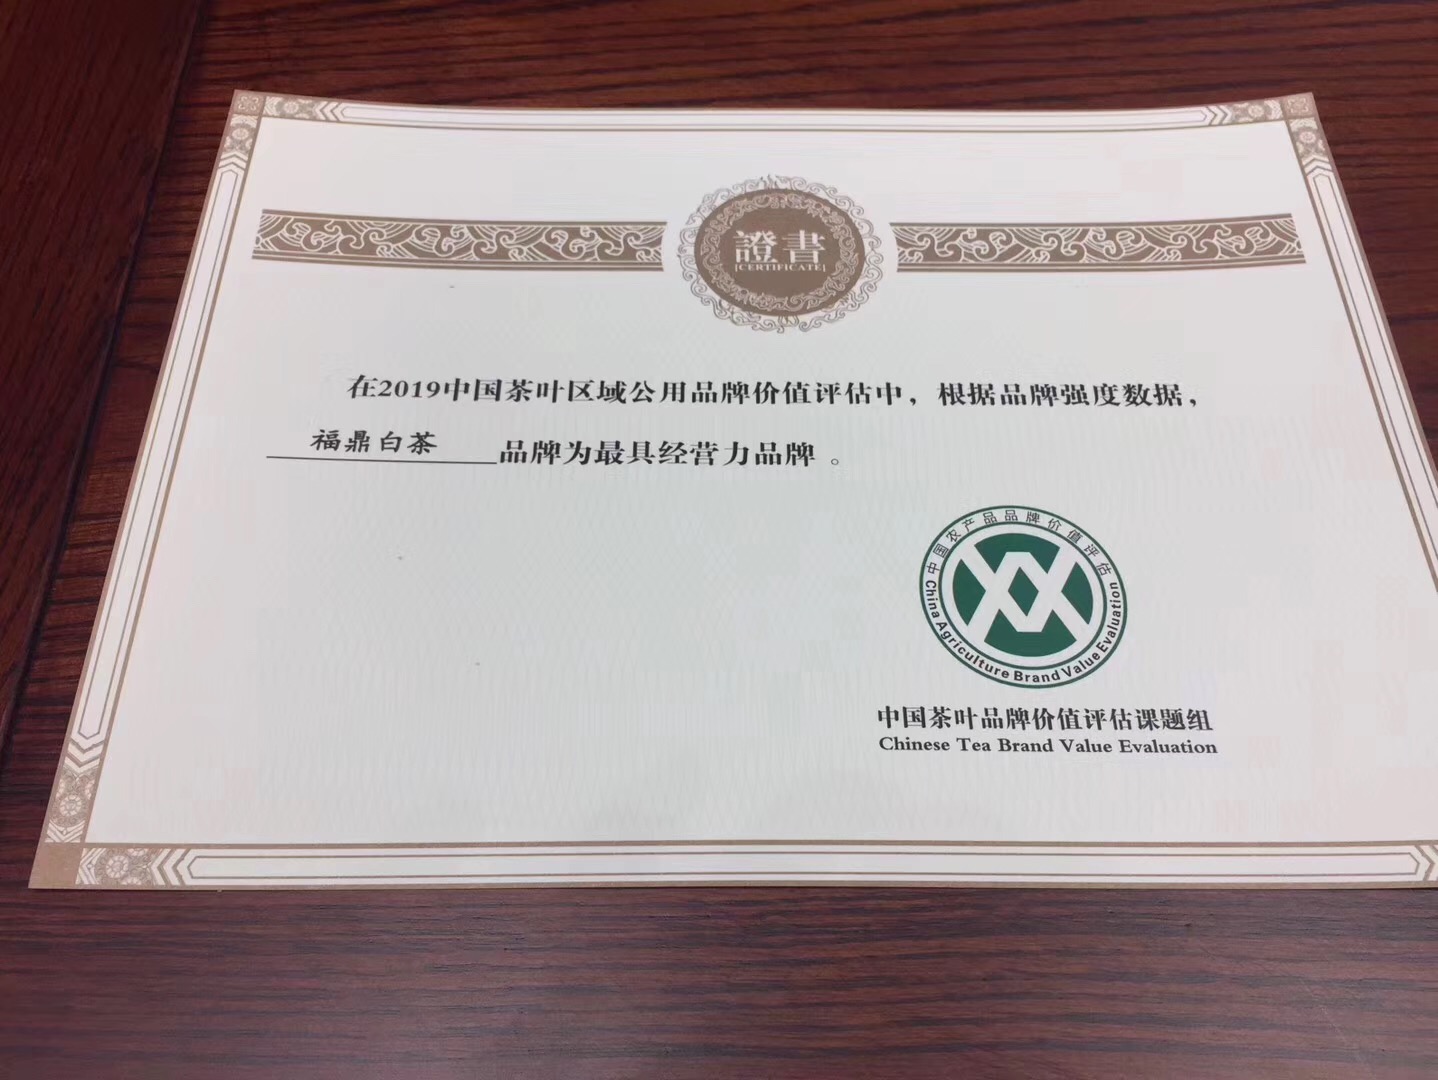 證書
CERTIFICATE
在2019中国茶叶区域公用品牌价值评估中，根据品牌强度数据，
福鼎白茶 品牌为最具经营力品牌。
中国农产品品牌价值评估
China Agriculture Brand Value Evaluation
中国茶叶品牌价值评估课题组
Chinese Tea Brand Value Evaluation